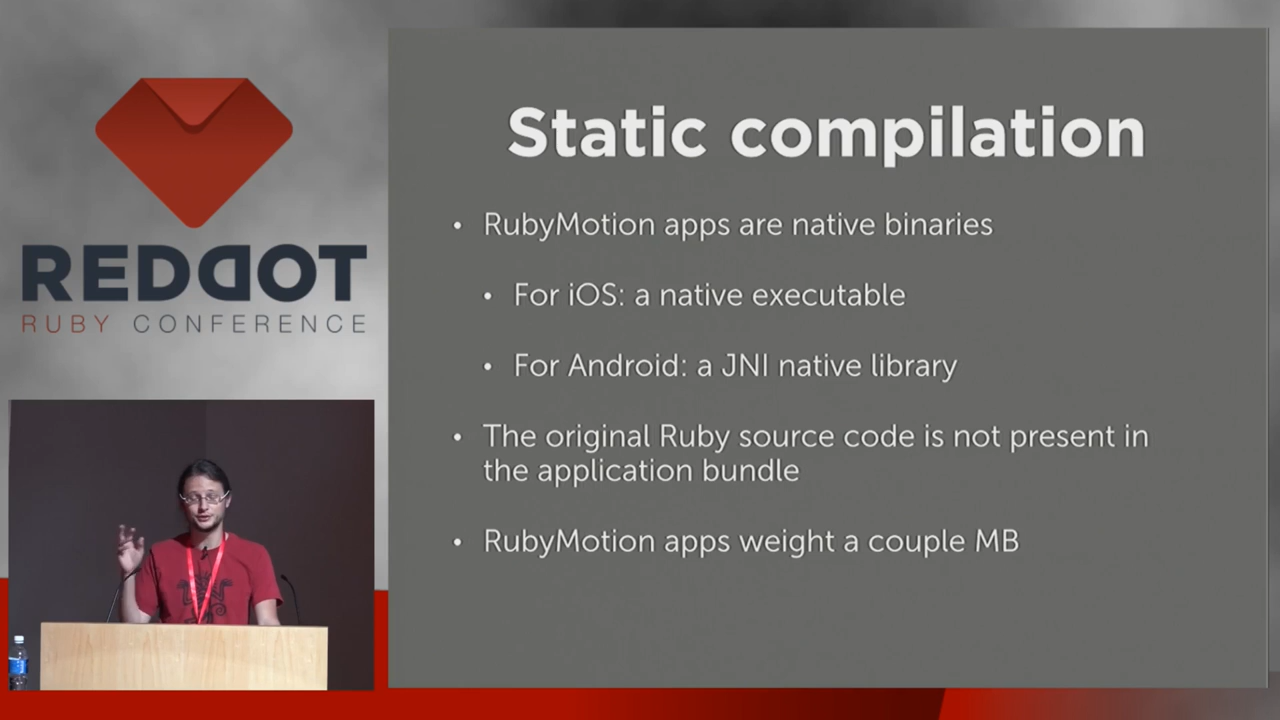 REDDOT
RUBY CONFERENCE
Static compilation
• RubyMotion apps are native binaries
• For iOS: a native executable
• For Android: a JNI native library
• The original Ruby source code is not present in
the application bundle
• RubyMotion apps weight a couple MB